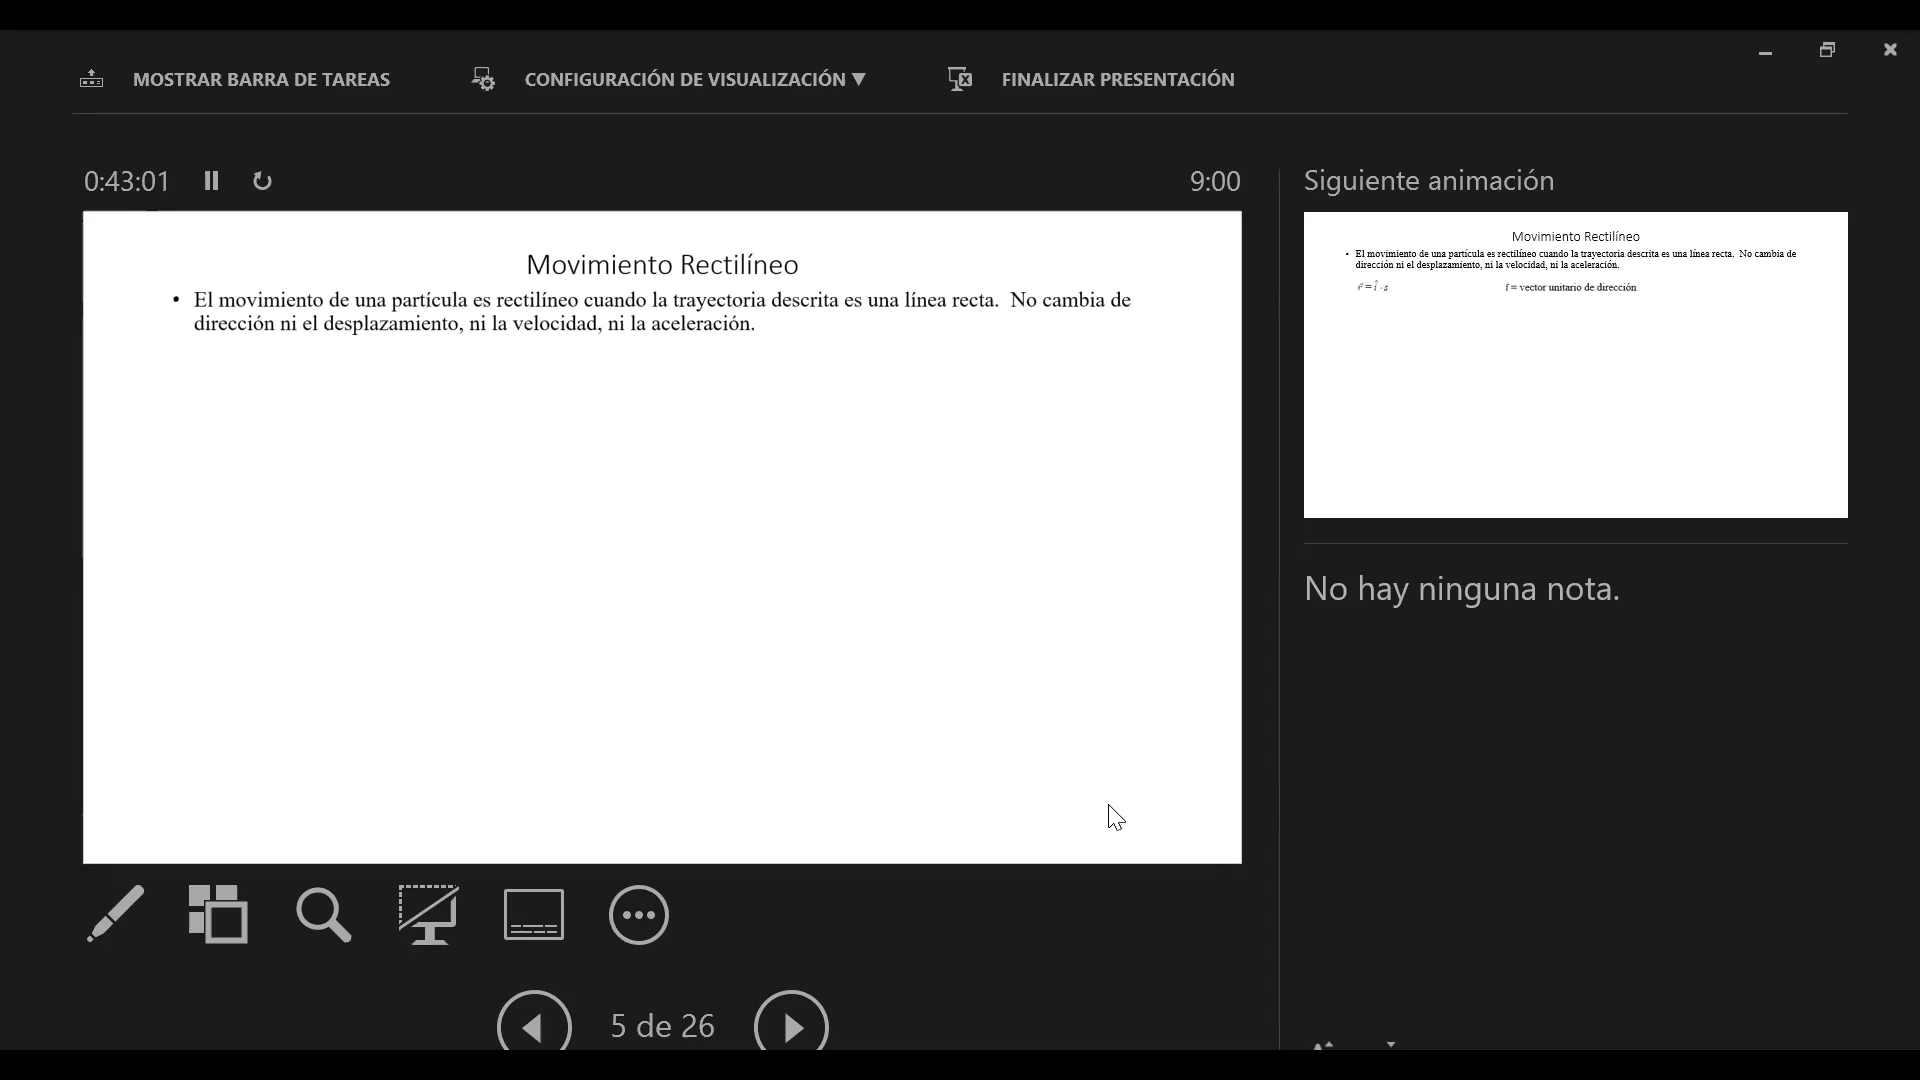 MOSTRAR BARRA DE TAREAS
CONFIGURACIÓN DE VISUALIZACIÓN ▼
FINALIZAR PRESENTACIÓN
0:43:01
9:00
Movimiento Rectilíneo
• El movimiento de una partícula es rectilíneo cuando la trayectoria descrita es una línea recta.  No cambia de
dirección ni el desplazamiento, ni la velocidad, ni la aceleración.
5 de 26
Siguiente animación
Movimiento Rectilíneo
• El movimiento de una partícula es rectilíneo cuando la trayectoria descrita es una línea recta.  No cambia de
dirección ni el desplazamiento, ni la velocidad, ni la aceleración.
= vector unitario de dirección
No hay ninguna nota.